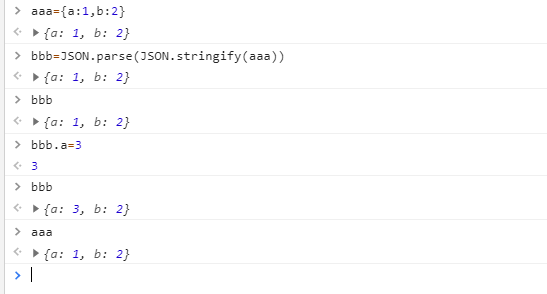 > aaa={a:1,b:2}
<· ▶{a: 1, b: 2}
> bbb=JSON.parse(JSON.stringify(aaa))
<· ▶{a: 1, b: 2}
> bbb
<· ▶{a: 1, b: 2}
> bbb.a=3
<· 3
> bbb
<· ▶{a: 3, b: 2}
> aaa
<· ▶{a: 1, b: 2}
>